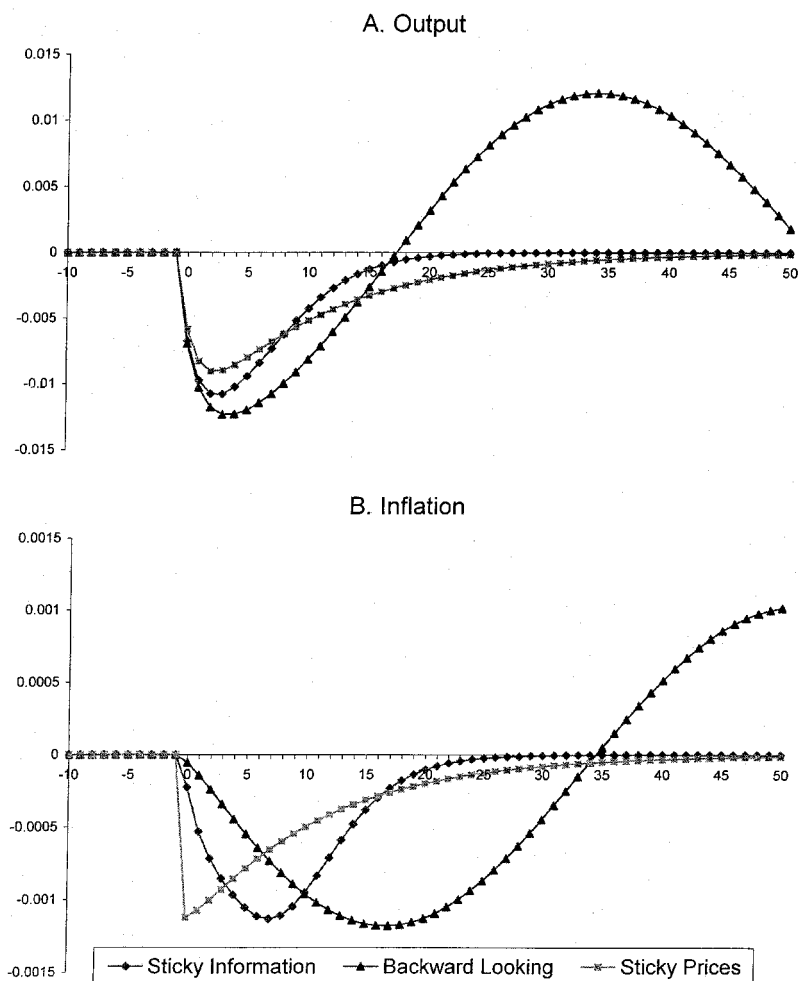 A. Output
0.015
0.01
0.005
0
-10 -5 0 5 10 15 20 25 30 35 40 45 50
-0.005
-0.01
-0.015
B. Inflation
0.0015
0.001
0.0005
0
-10 -5 0 5 10 15 20 25 30 35 40 45 50
-0.0005
-0.001
-0.0015
Sticky Information Backward Looking Sticky Prices